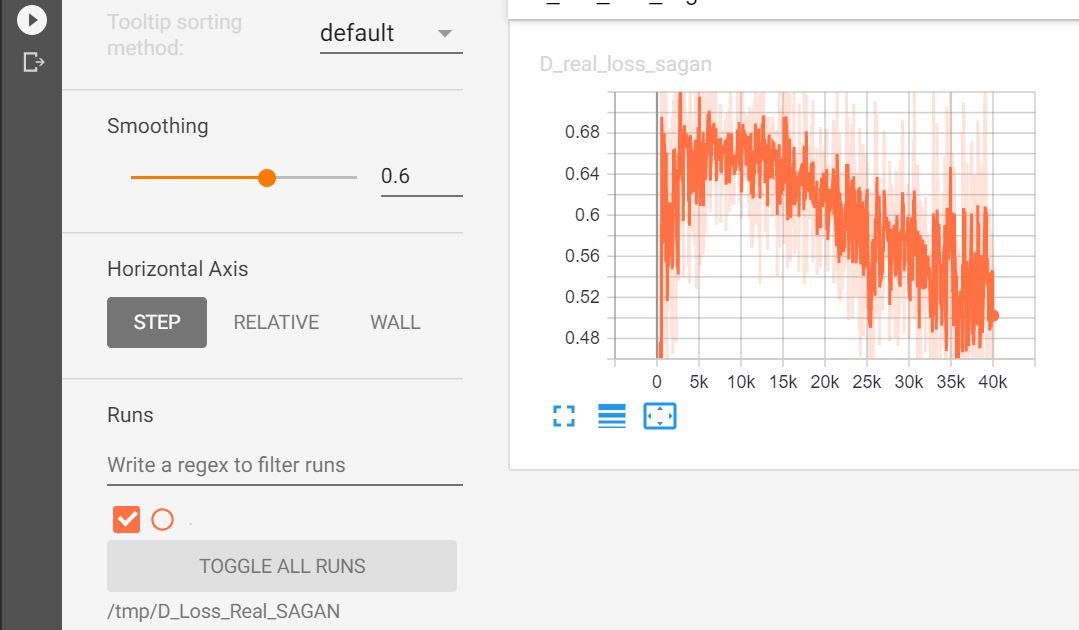 Tooltip sorting
method:
default
Smoothing
0.6
Horizontal Axis
STEP RELATIVE WALL
Runs
Write a regex to filter runs
.
TOGGLE ALL RUNS
/tmp/D_Loss_Real_SAGAN
D_real_loss_sagan
0.68
0.64
0.6
0.56
0.52
0.48
0 5k 10k 15k 20k 25k 30k 35k 40k